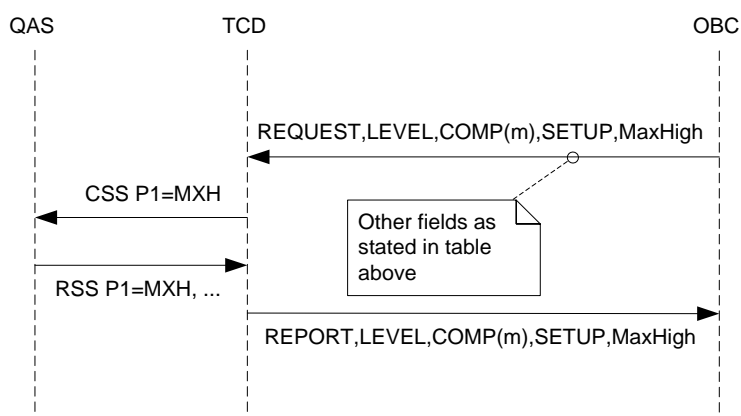 QAS TCD OBC
REQUEST,LEVEL,COMP(m),SETUP,MaxHigh
CSS P1=MXH
Other fields as
stated in table
above
RSS P1=MXH, ...
REPORT,LEVEL,COMP(m),SETUP,MaxHigh